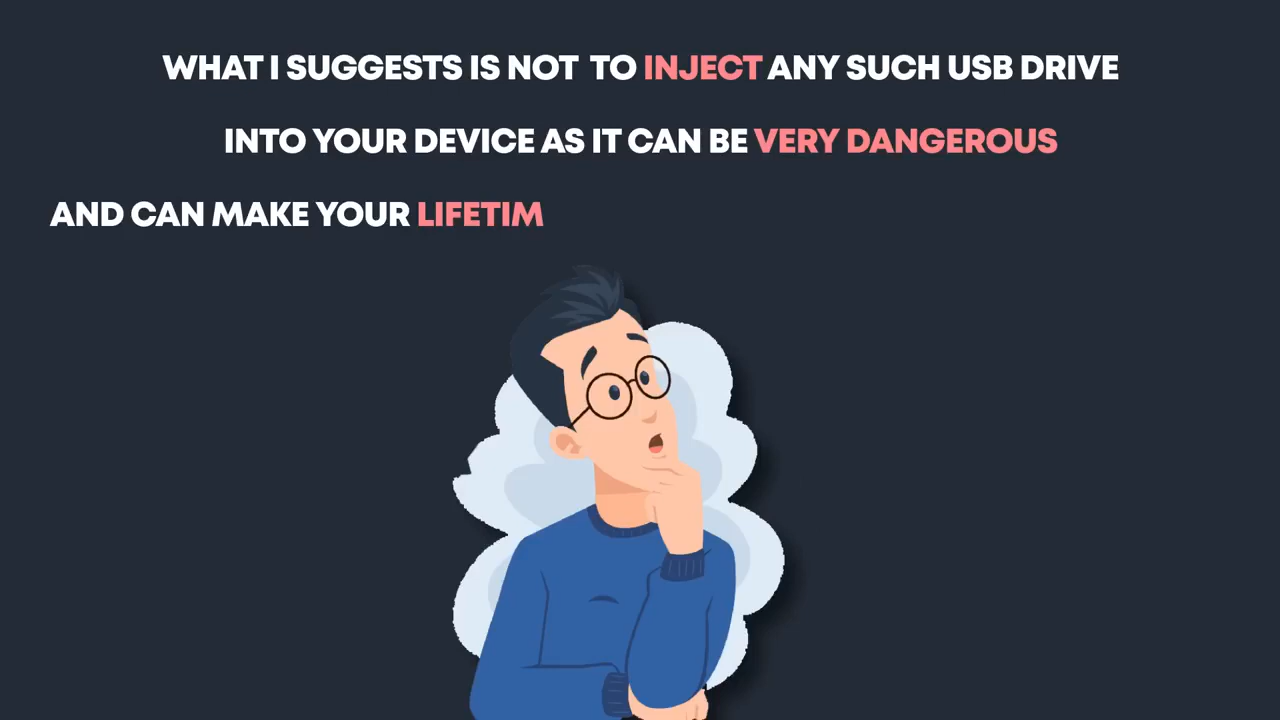 WHAT I SUGGESTS IS NOT TO INJECT ANY SUCH USB DRIVE
INTO YOUR DEVICE AS IT CAN BE VERY DANGEROUS
AND CAN MAKE YOUR LIFETIM